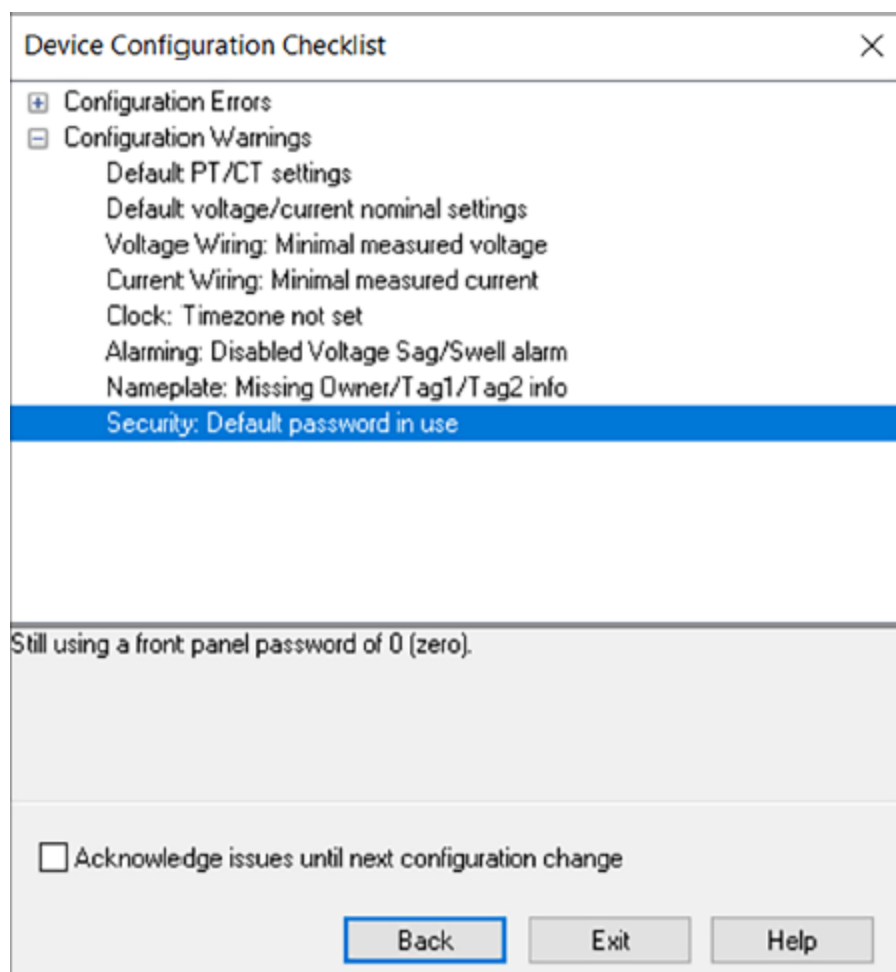 Device Configuration Checklist
Configuration Errors
Configuration Warnings
Default PT/CT settings
Default voltage/current nominal settings
Voltage Wiring: Minimal measured voltage
Current Wiring: Minimal measured current
Clock: Timezone not set
Alarming: Disabled Voltage Sag/Swell alarm
Nameplate: Missing Owner/Tag1/Tag2 info
Security: Default password in use
Still using a front panel password of 0 (zero).
Acknowledge issues until next configuration change
Back Exit Help